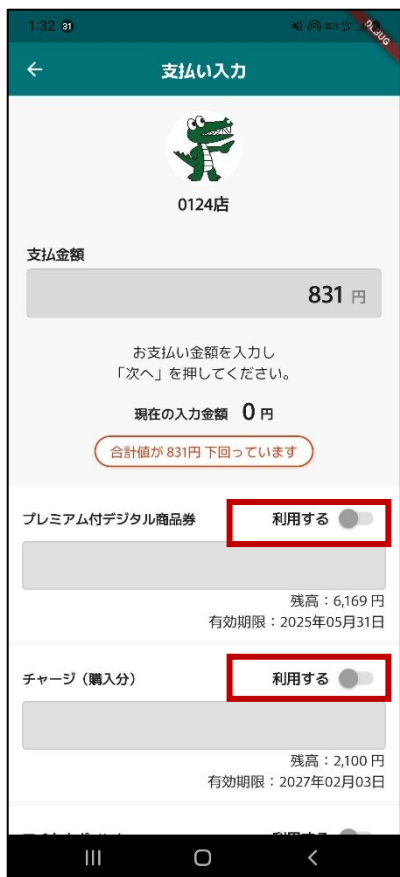 1:32 31
DEBUG
支払い入力
0124店
支払金額
831 円
お支払い金額を入力し
「次へ」を押してください。
現在の入力金額 0 円
合計値が 831円 下回っています
プレミアム付デジタル商品券 利用する
残高：6,169 円
有効期限：2025年05月31日
チャージ（購入分） 利用する
残高：2,100 円
有効期限：2027年02月03日
利用する